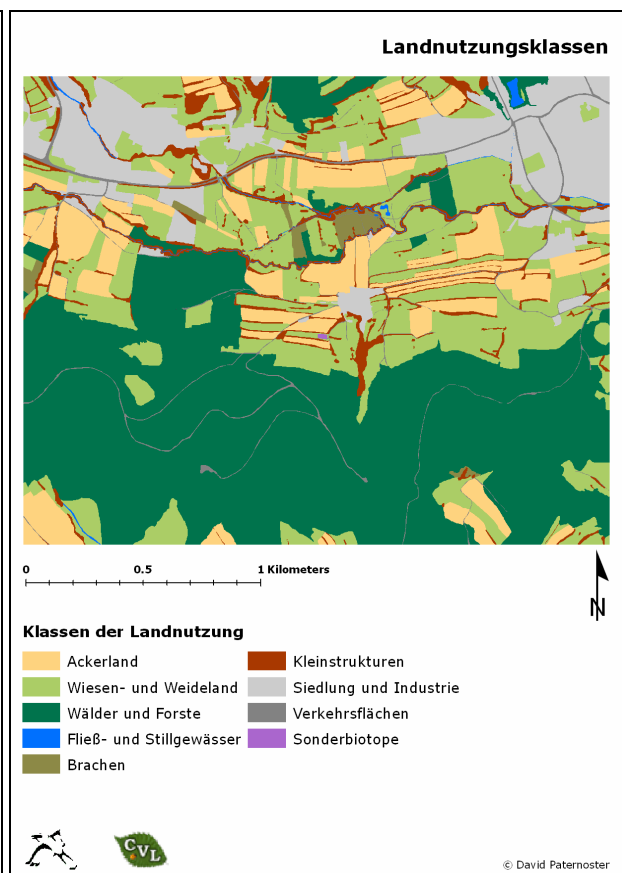 Landnutzungsklassen
0 0.5 1 Kilometers
N
Klassen der Landnutzung
Ackerland
Wiesen- und Weideland
Wälder und Forste
Fließ- und Stillgewässer
Brachen
Kleinstrukturen
Siedlung und Industrie
Verkehrsflächen
Sonderbiotope
CVL
© David Paternoster